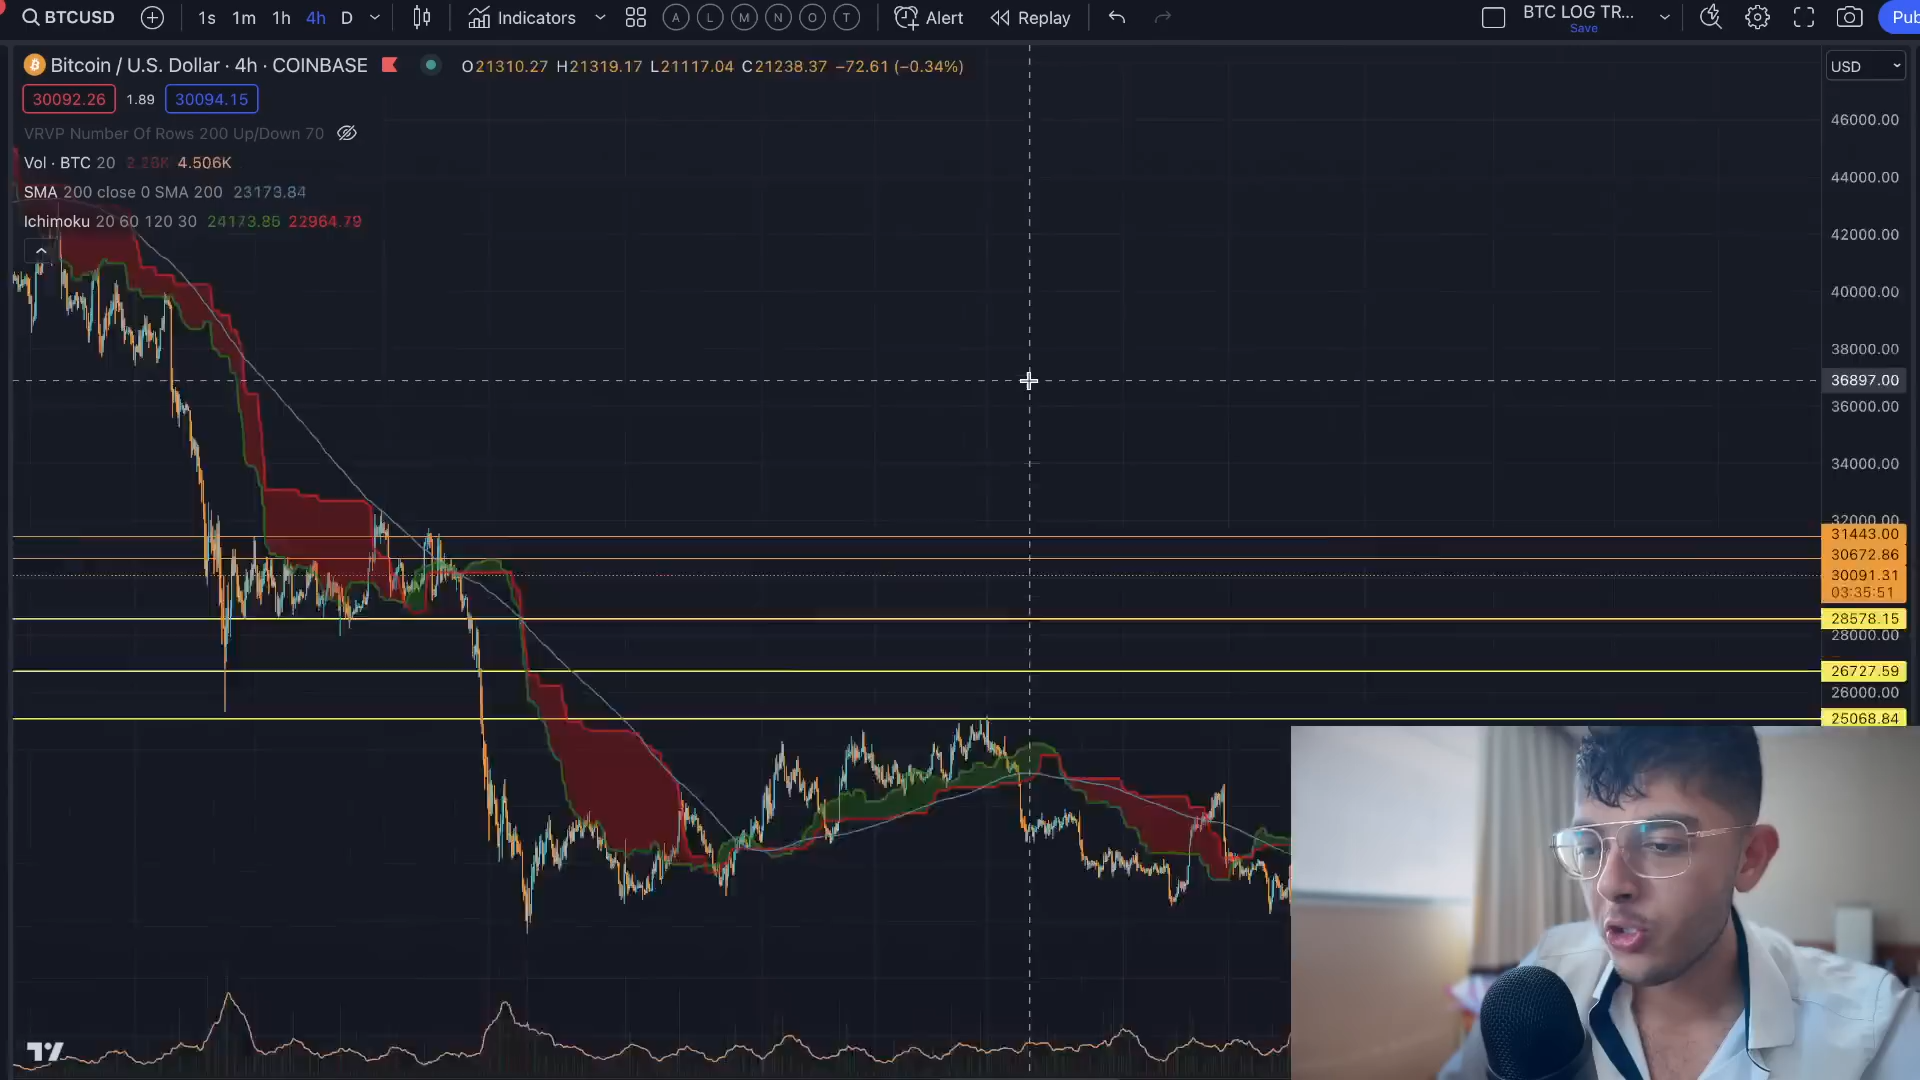 BTCUSD 1s 1m 1h 4h D Indicators A L M N O T Alert Replay BTC LOG TR... Pub
Save
Bitcoin / U.S. Dollar · 4h · COINBASE O21310.27 H21319.17 L21117.04 C21238.37 −72.61 (−0.34%) USD
30092.26 1.89 30094.15
VRVP Number Of Rows 200 Up/Down 70
Vol · BTC 20 4.506K
SMA 200 close 0 SMA 200 23173.84
Ichimoku 20 60 120 30 24173.85 22964.79
46000.00
44000.00
42000.00
40000.00
38000.00
36897.00
36000.00
34000.00
32000.00
31443.00
30672.86
30091.31
03:35:51
28578.15
28000.00
26727.59
26000.00
25068.84